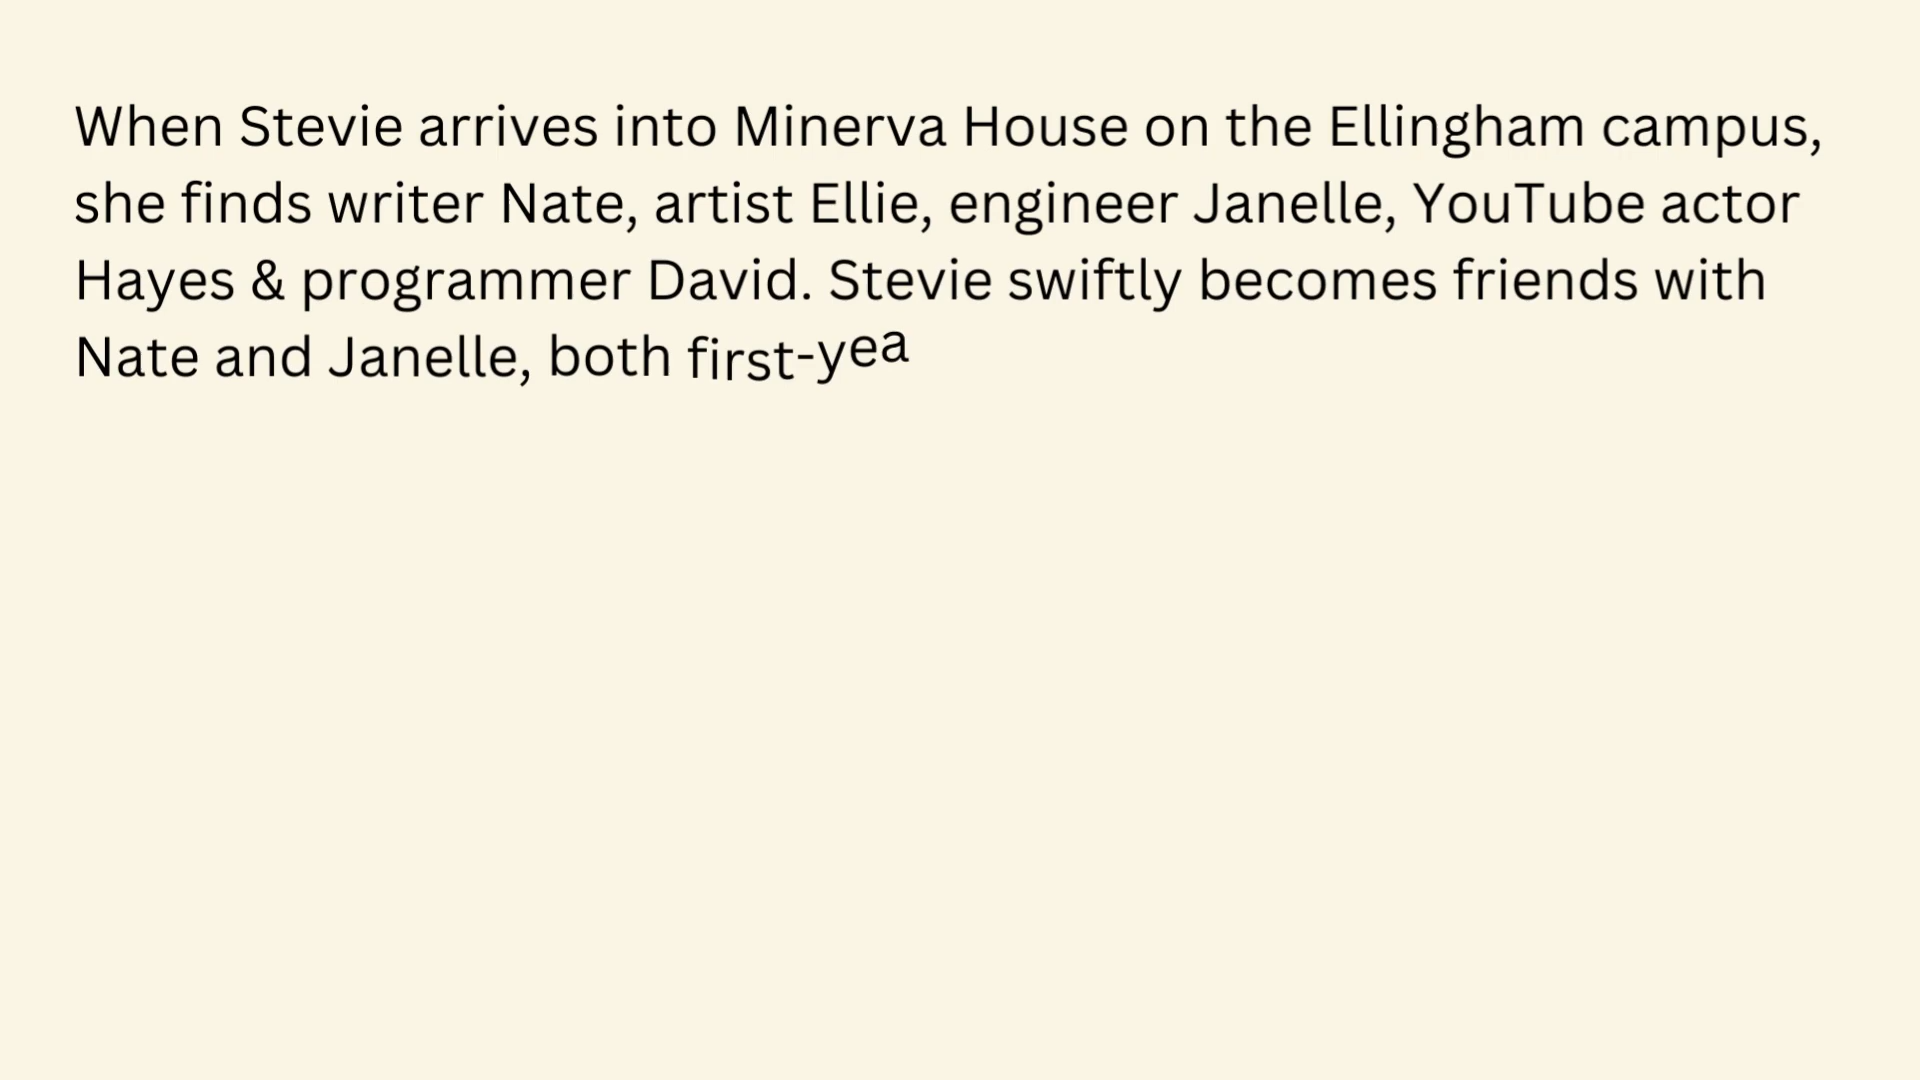 When Stevie arrives into Minerva House on the Ellingham campus,
she finds writer Nate, artist Ellie, engineer Janelle, YouTube actor
Hayes & programmer David. Stevie swiftly becomes friends with
Nate and Janelle, both first-yea